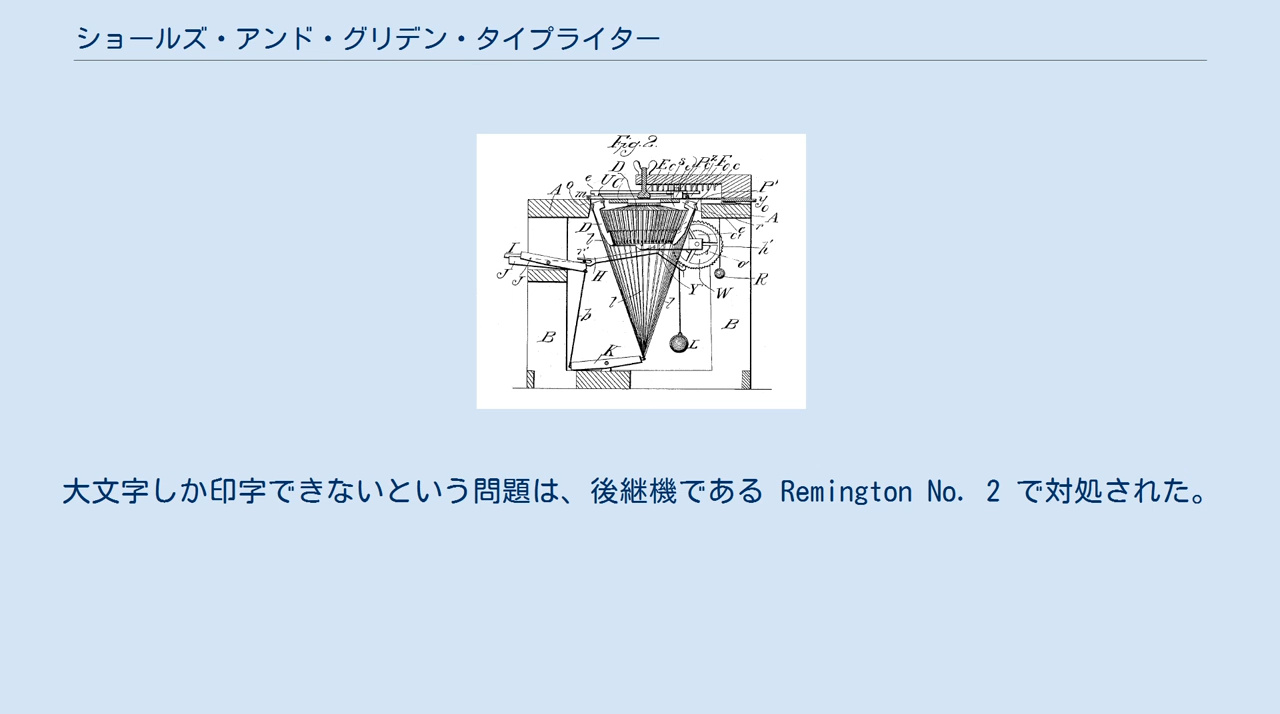 ショールズ・アンド・グリデン・タイプライター
Fig. 2.
大文字しか印字できないという問題は、後継機である Remington No. 2 で対処された。